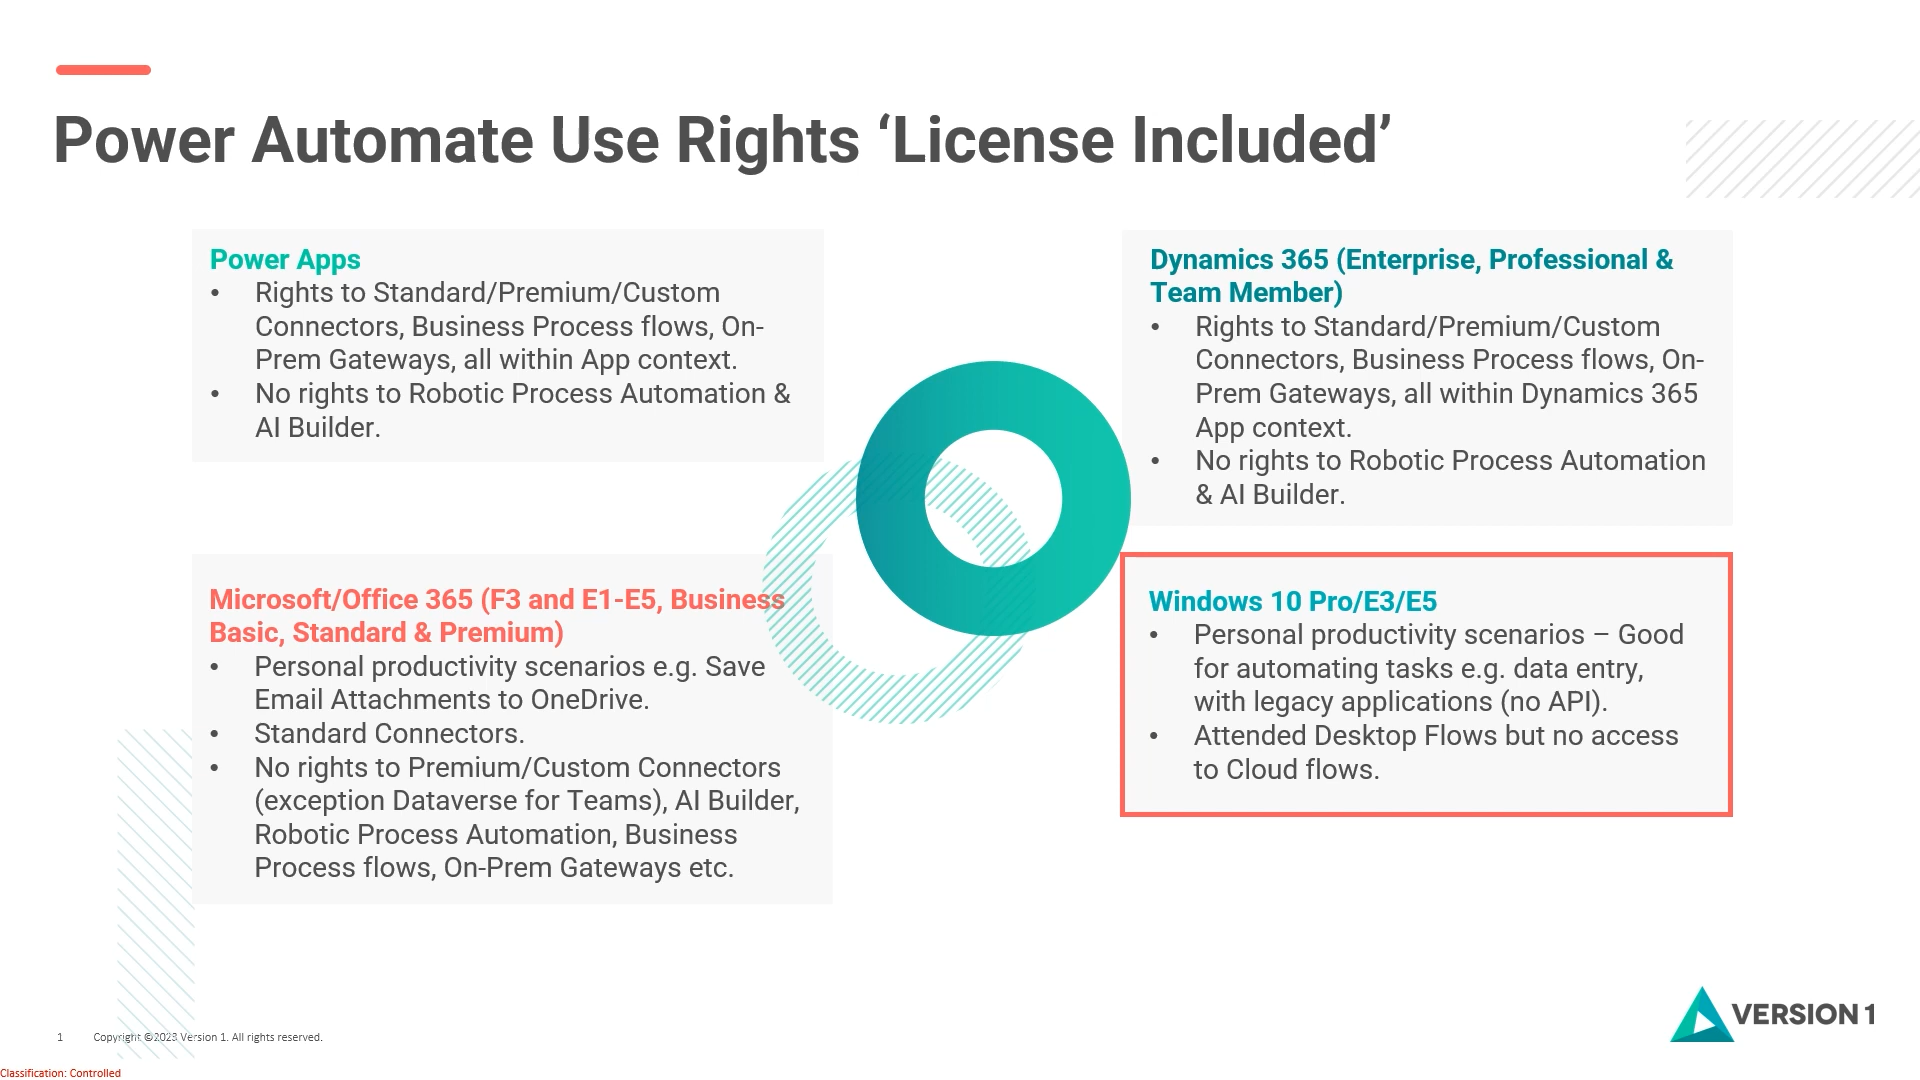 Power Automate Use Rights ‘License Included’
Power Apps
• Rights to Standard/Premium/Custom
Connectors, Business Process flows, On-
Prem Gateways, all within App context.
• No rights to Robotic Process Automation &
AI Builder.
Dynamics 365 (Enterprise, Professional &
Team Member)
• Rights to Standard/Premium/Custom
Connectors, Business Process flows, On-
Prem Gateways, all within Dynamics 365
App context.
• No rights to Robotic Process Automation
& AI Builder.
Microsoft/Office 365 (F3 and E1-E5, Business
Basic, Standard & Premium)
• Personal productivity scenarios e.g. Save
Email Attachments to OneDrive.
• Standard Connectors.
• No rights to Premium/Custom Connectors
(exception Dataverse for Teams), AI Builder,
Robotic Process Automation, Business
Process flows, On-Prem Gateways etc.
Windows 10 Pro/E3/E5
• Personal productivity scenarios – Good
for automating tasks e.g. data entry,
with legacy applications (no API).
• Attended Desktop Flows but no access
to Cloud flows.
VERSION 1
1 Copyright ©2023 Version 1. All rights reserved.
Classification: Controlled